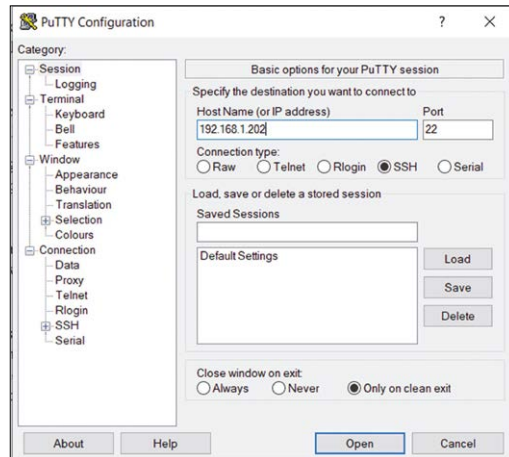 PuTTY Configuration ? ×
Category:
Session
Logging
Terminal
Keyboard
Bell
Features
Window
Appearance
Behaviour
Translation
Selection
Colours
Connection
Data
Proxy
Telnet
Rlogin
SSH
Serial
Basic options for your PuTTY session
Specify the destination you want to connect to
Host Name (or IP address) Port
192.168.1.202 22
Connection type:
Raw Telnet Rlogin SSH Serial
Load, save or delete a stored session
Saved Sessions
Default Settings
Load
Save
Delete
Close window on exit:
Always Never Only on clean exit
About Help Open Cancel